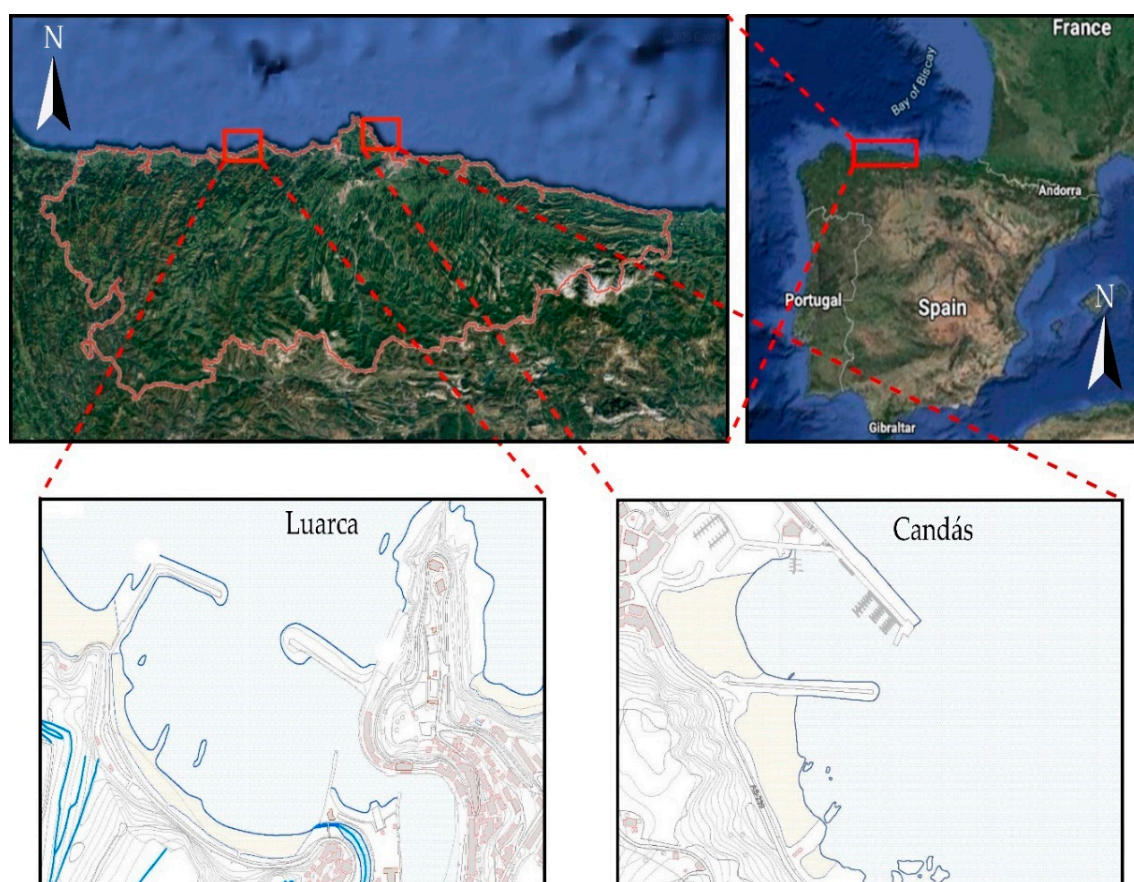 N
France
Bay of Biscay
Andorra
Portugal
Spain
N
Gibraltar
Luarca
Candás